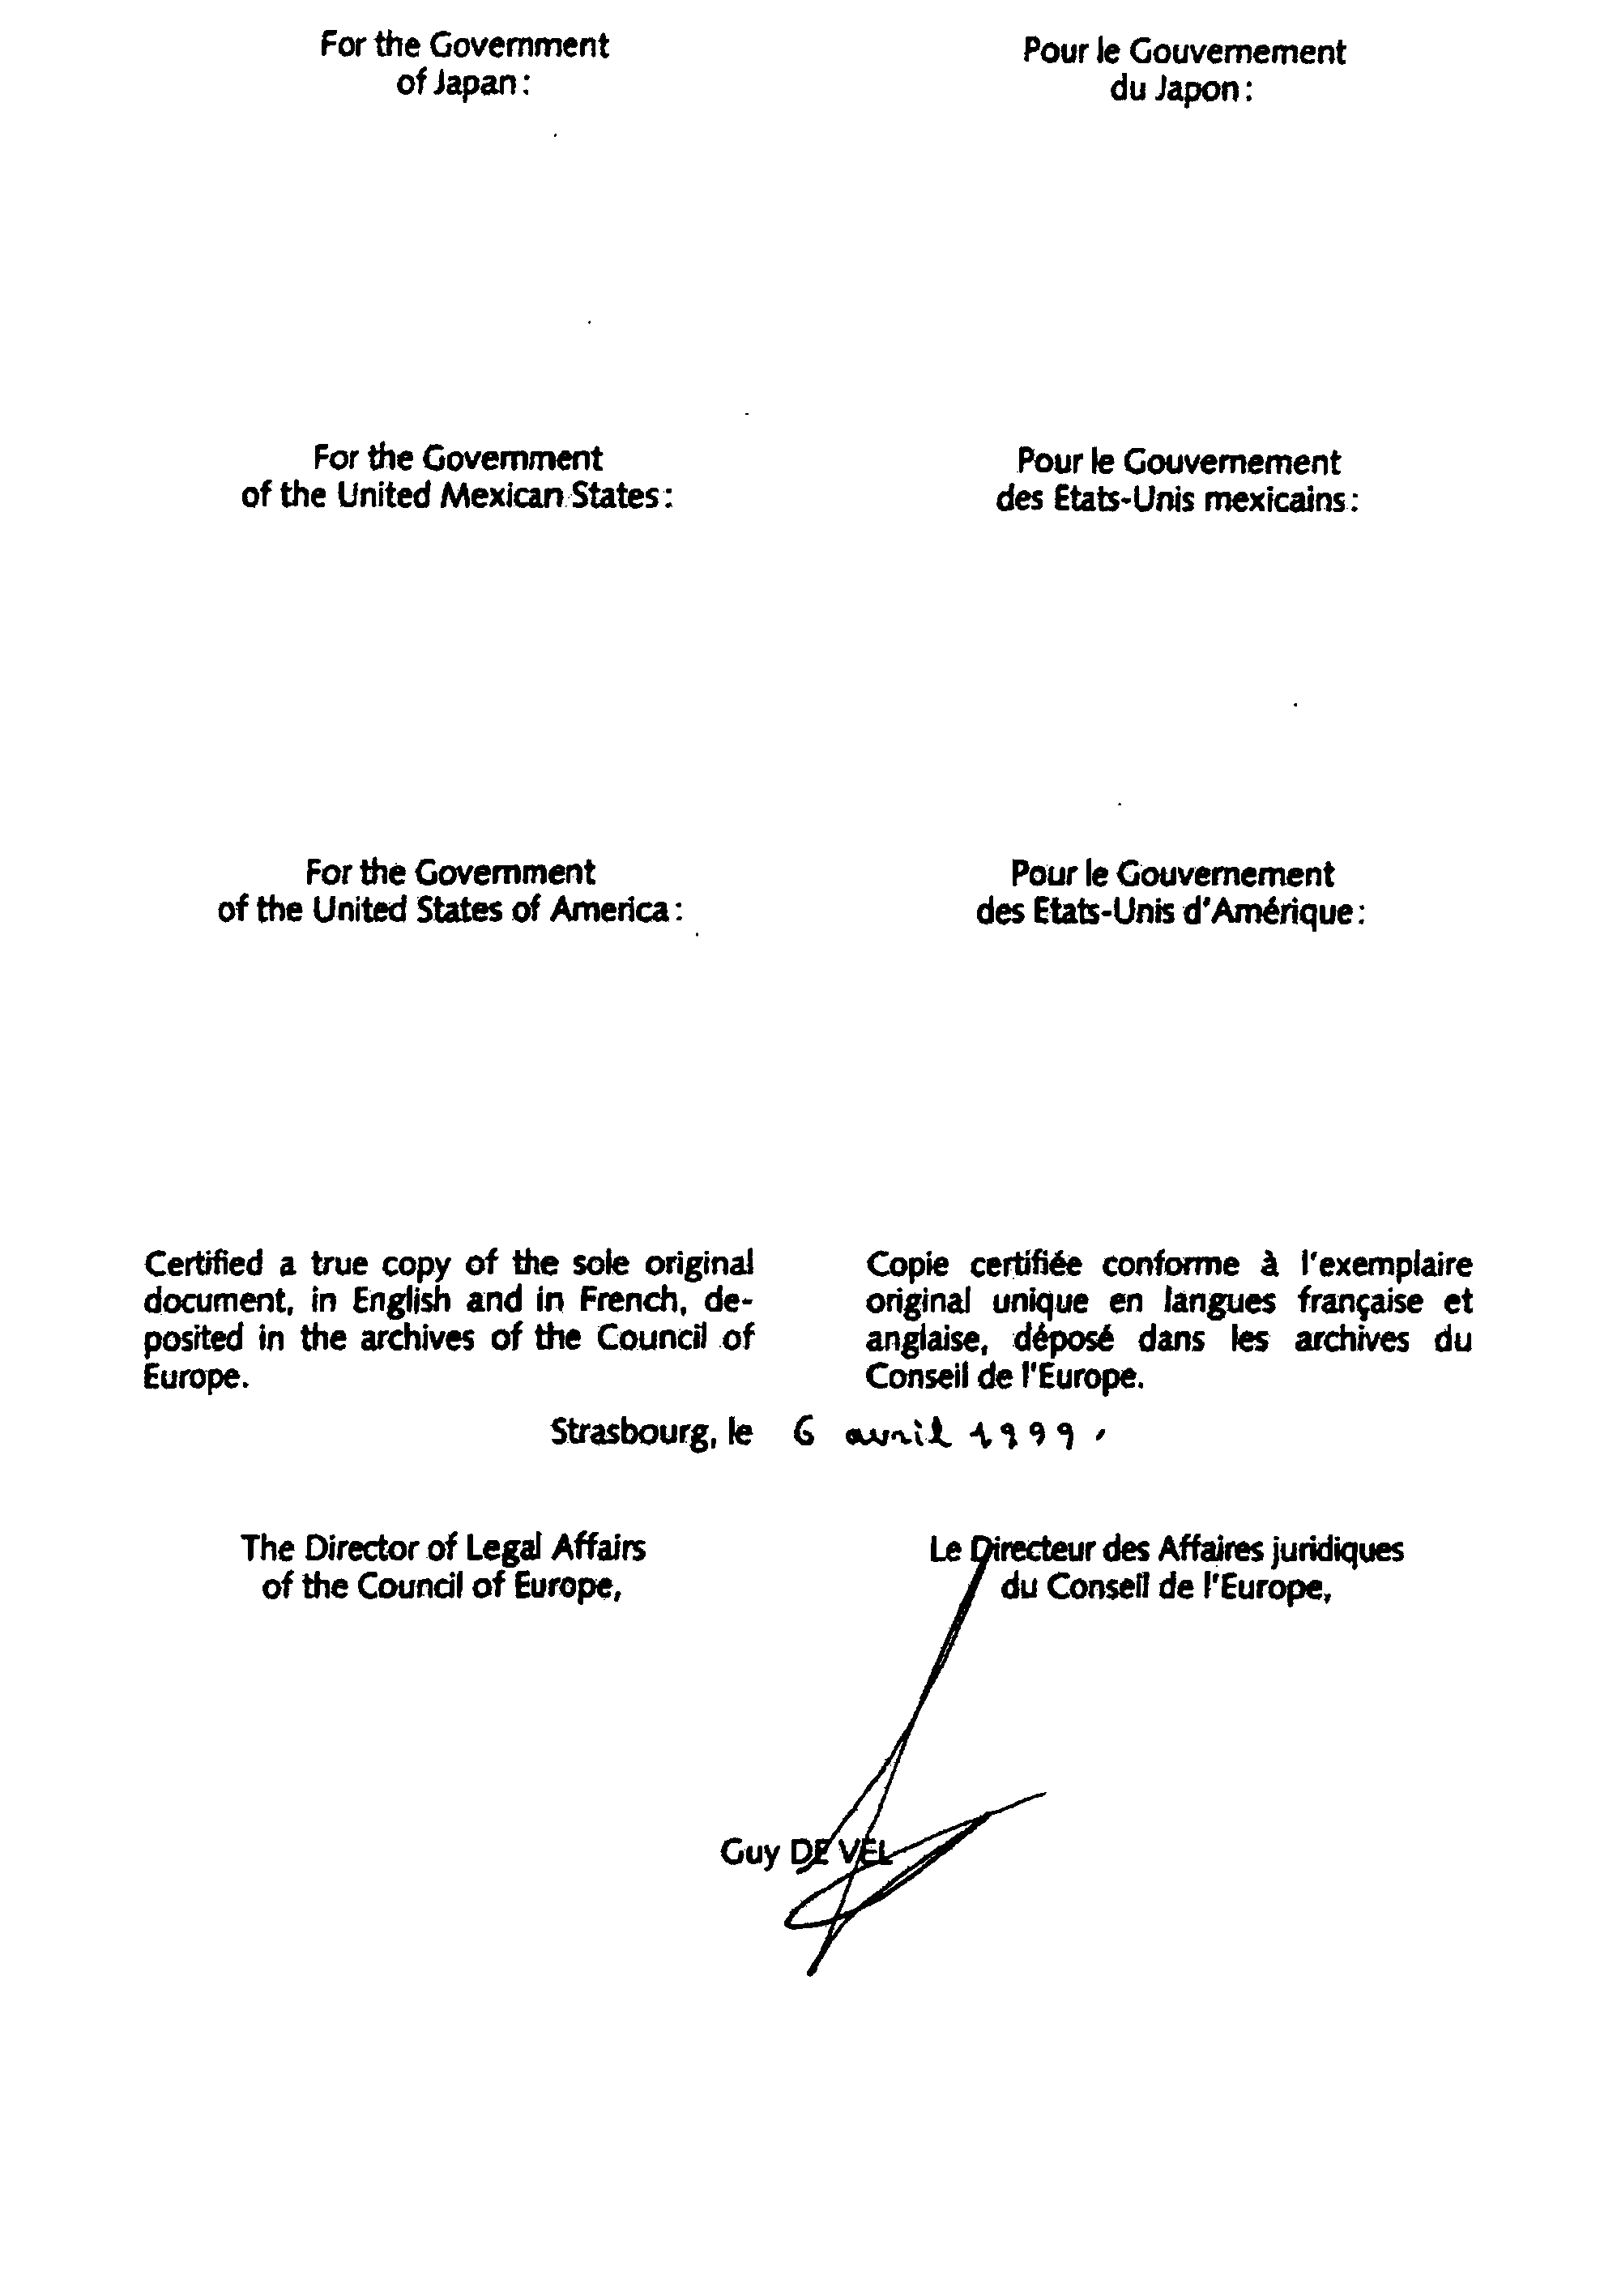 For the Government
of Japan :
Pour le Gouvernement
du Japon :
For the Government
of the United Mexican States :
Pour le Gouvernement
des Etats-Unis mexicains :
For the Government
of the United States of America :
Pour le Gouvernement
des Etats-Unis d'Amérique :
Certified a true copy of the sole original
document, in English and in French, de-
posited in the archives of the Council of
Europe.
Copie certifiée conforme à l'exemplaire
original unique en langues française et
anglaise, déposé dans les archives du
Conseil de l'Europe.
Strasbourg, le 6 avril 1999.
The Director of Legal Affairs
of the Council of Europe,
Le Directeur des Affaires juridiques
du Conseil de l'Europe,
Guy DE VEL